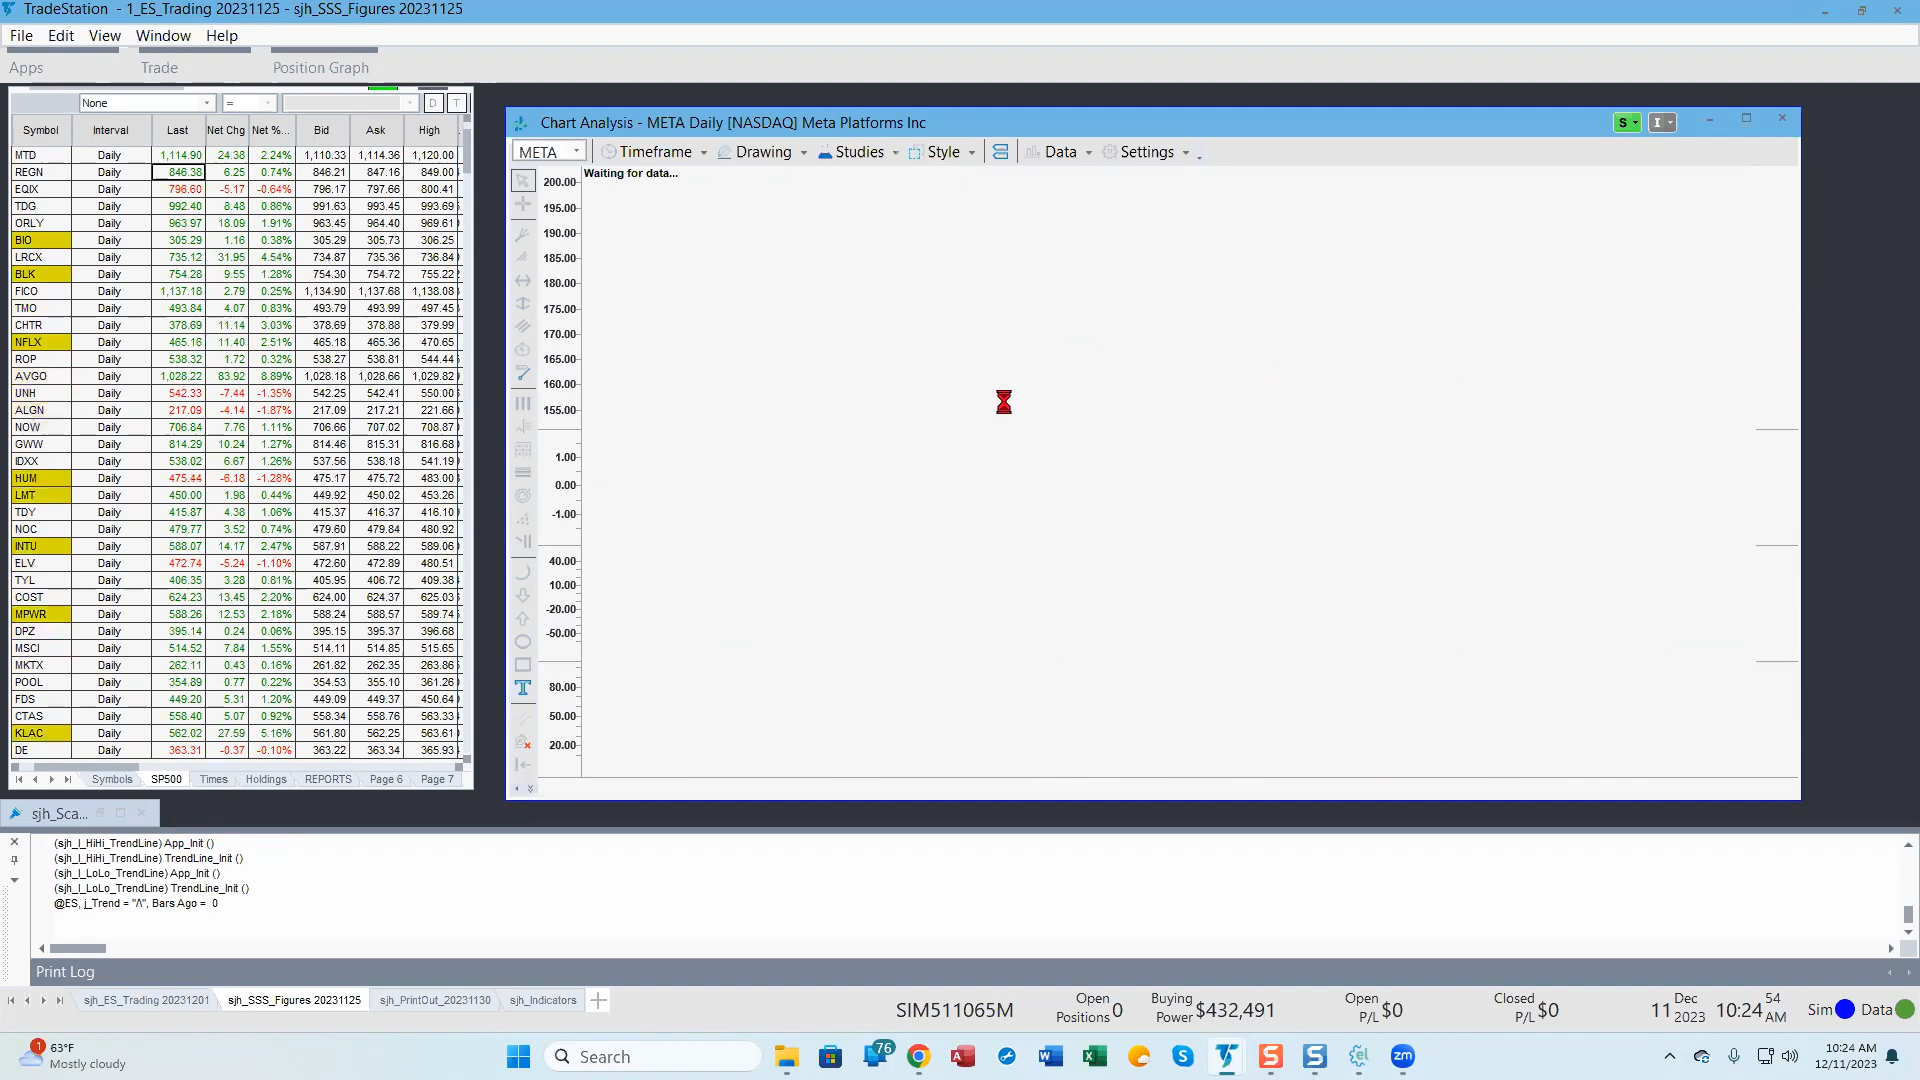 TradeStation - 1_ES_Trading 20231125 - sjh_SSS_Figures 20231125
File Edit View Window Help
Apps Trade Position Graph
None = D T
Symbol Interval Last Net Chg Net %... Bid Ask High
MTD Daily 1,114.90 24.38 2.24% 1,110.33 1,114.36 1,120.00
REGN Daily 846.38 6.25 0.74% 846.21 847.16 849.00
EQIX Daily 796.60 -5.17 -0.64% 796.17 797.66 800.41
TDG Daily 992.40 8.48 0.86% 991.63 993.45 993.69
ORLY Daily 963.97 18.09 1.91% 963.45 964.40 969.61
BIO Daily 305.29 1.16 0.38% 305.29 305.73 306.25
LRCX Daily 735.12 31.95 4.54% 734.87 735.36 736.84
BLK Daily 754.28 9.55 1.28% 754.30 754.72 755.22
FICO Daily 1,137.18 2.79 0.25% 1,134.90 1,137.68 1,138.08
TMO Daily 493.84 4.07 0.83% 493.79 493.99 497.45
CHTR Daily 378.69 11.14 3.03% 378.69 378.88 379.99
NFLX Daily 465.16 11.40 2.51% 465.18 465.36 470.65
ROP Daily 538.32 1.72 0.32% 538.27 538.81 544.44
AVGO Daily 1,028.22 83.92 8.89% 1,028.18 1,028.66 1,029.82
UNH Daily 542.33 -7.44 -1.35% 542.25 542.41 550.00
ALGN Daily 217.09 -4.14 -1.87% 217.09 217.21 221.66
NOW Daily 706.84 7.76 1.11% 706.66 707.02 708.87
GWW Daily 814.29 10.24 1.27% 814.46 815.31 816.68
IDXX Daily 538.02 6.67 1.26% 537.56 538.18 541.19
HUM Daily 475.44 -6.18 -1.28% 475.17 475.72 483.00
LMT Daily 450.00 1.98 0.44% 449.92 450.02 453.26
TDY Daily 415.87 4.38 1.06% 415.37 416.37 416.10
NOC Daily 479.77 3.52 0.74% 479.60 479.84 480.92
INTU Daily 588.07 14.17 2.47% 587.91 588.22 589.06
ELV Daily 472.74 -5.24 -1.10% 472.60 472.89 480.51
TYL Daily 406.35 3.28 0.81% 405.95 406.72 409.38
COST Daily 624.23 13.45 2.20% 624.00 624.37 625.03
MPWR Daily 588.26 12.53 2.18% 588.24 588.57 589.74
DPZ Daily 395.14 0.24 0.06% 395.15 395.37 396.68
MSCI Daily 514.52 7.84 1.55% 514.11 514.85 515.65
MKTX Daily 262.11 0.43 0.16% 261.82 262.35 263.86
POOL Daily 354.89 0.77 0.22% 354.53 355.10 361.26
FDS Daily 449.20 5.31 1.20% 449.09 449.37 450.64
CTAS Daily 558.40 5.07 0.92% 558.34 558.76 563.33
KLAC Daily 562.02 27.59 5.16% 561.80 562.25 563.61
DE Daily 363.31 -0.37 -0.10% 363.22 363.34 365.93
Symbols SP500 Times Holdings REPORTS Page 6 Page 7
Chart Analysis - META Daily [NASDAQ] Meta Platforms Inc
S I
META Timeframe Drawing Studies Style Data Settings
Waiting for data...
200.00
195.00
190.00
185.00
180.00
175.00
170.00
165.00
160.00
155.00
1.00
0.00
-1.00
40.00
10.00
-20.00
-50.00
80.00
50.00
20.00
sjh_Sca...
(sjh_I_HiHi_TrendLine) App_Init ()
(sjh_I_HiHi_TrendLine) TrendLine_Init ()
(sjh_I_LoLo_TrendLine) App_Init ()
(sjh_I_LoLo_TrendLine) TrendLine_Init ()
@ES, j_Trend = "/\", Bars Ago = 0
Print Log
sjh_ES_Trading 20231201 sjh_SSS_Figures 20231125 sjh_PrintOut_20231130 sjh_Indicators
SIM511065M
Open Positions 0
Buying Power $432,491
Open P/L $0
Closed P/L $0
11 Dec 2023 10:24 54 AM
Sim Data
1 63°F
Mostly cloudy
Search
76
zm
10:24 AM
12/11/2023